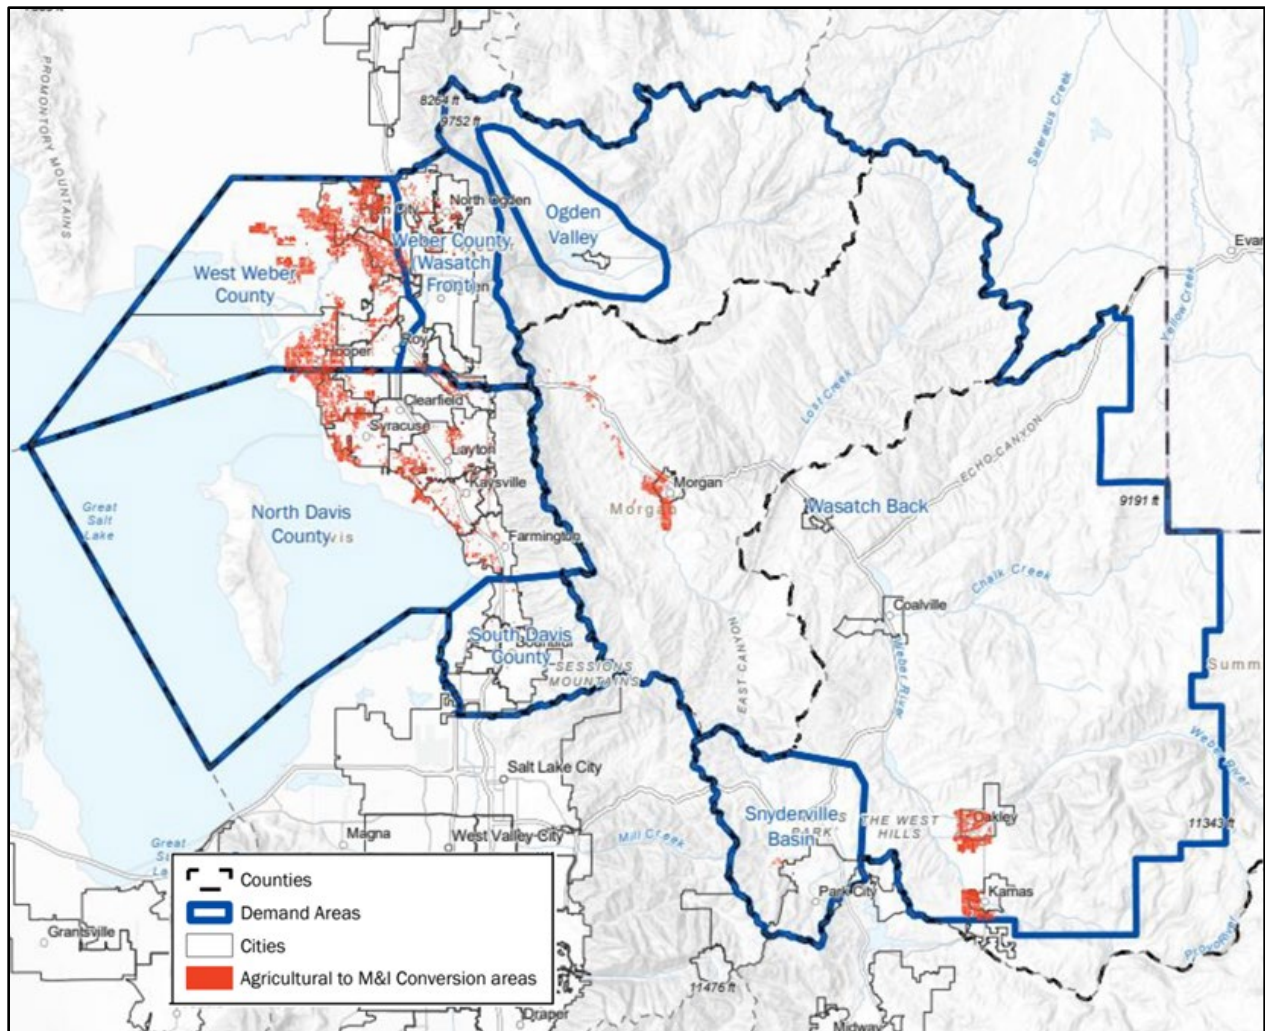 PROMONTORY MOUNTAINS
8264 ft
9752 ft
Saleratus Creek
North Ogden
Ogden
Valley
Weber County
(Wasatch
Front)
West Weber
County
Yellow Creek
Roy
Hooper
Lost Creek
Clearfield
Syracuse
Layton
ECHO CANYON
Kaysville
Morgan
Morgan
Wasatch Back
9191 ft
Great
Salt
Lake
North Davis
County
Farmington
Chalk Creek
Coalville
South Davis
County
SESSIONS
MOUNTAINS
EAST CANYON
Weber River
Summ
Weber River
Salt Lake City
Snyderville
Basin
THE WEST
HILLS
Oakley
11343 ft
Magna
West Valley City
Mill Creek
Great
Park City
Kamas
Grantsville
Provo River
11476 ft
Draper
Midway
Counties
Demand Areas
Cities
Agricultural to M&I Conversion areas